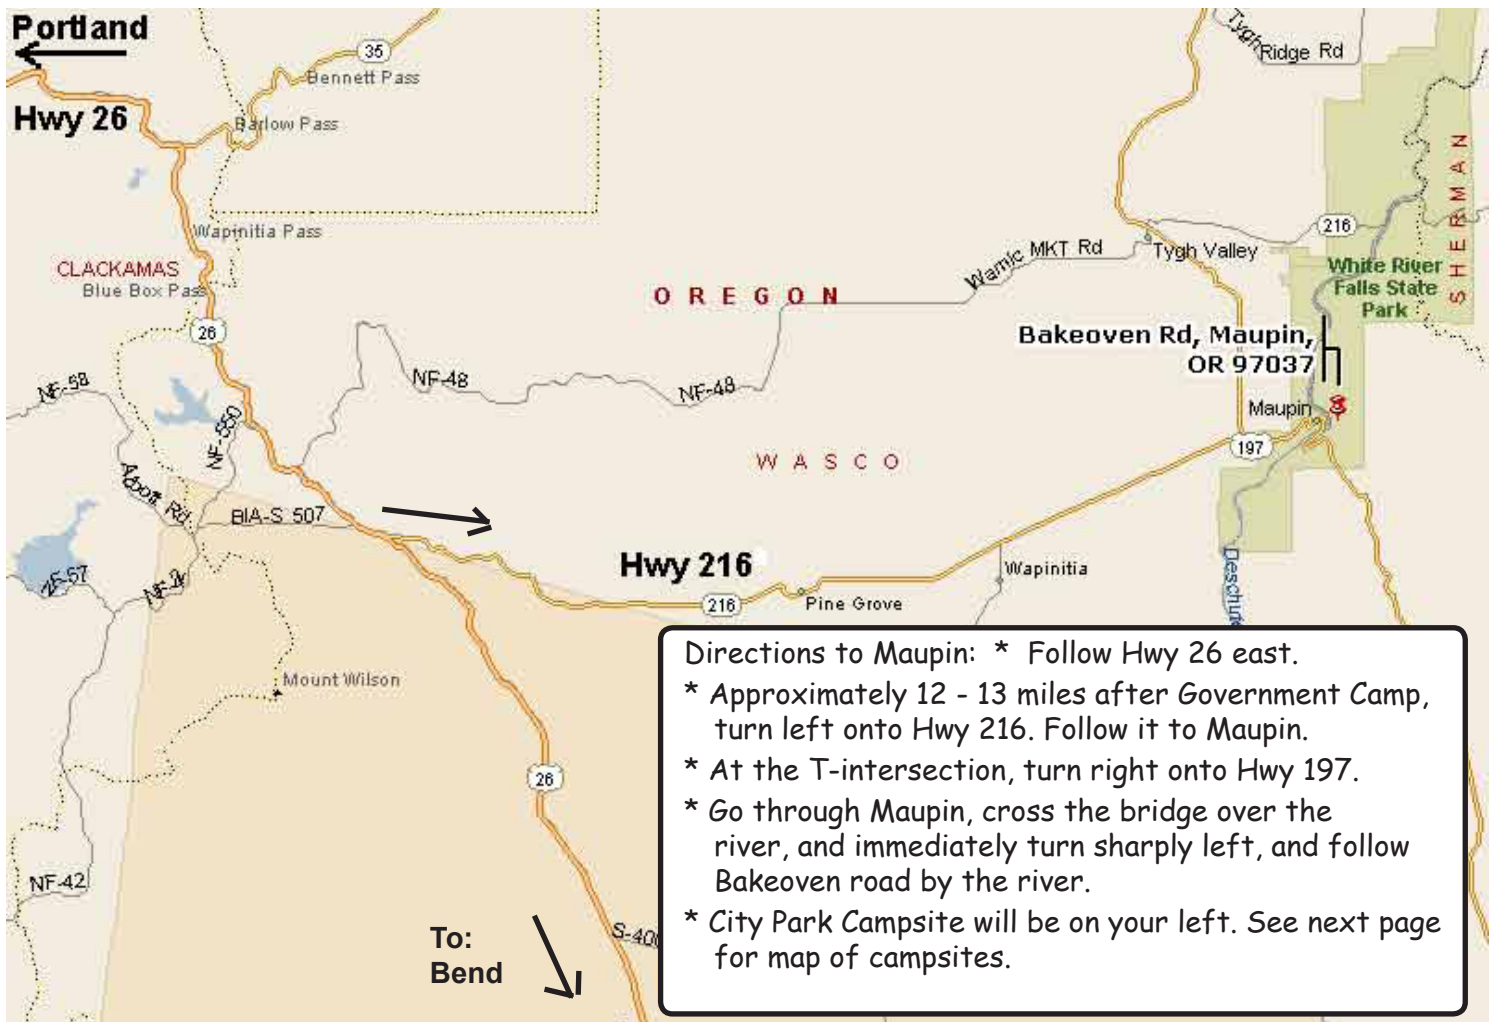 Portland
Hwy 26
35
Bennett Pass
Barlow Pass
Tygh
Ridge Rd
Wapinitia Pass
CLACKAMAS
Blue Box Pass
26
OREGON
Wamic MKT Rd
Tygh Valley
216
SHERMAN
White River
Falls State
Park
Bakeoven Rd, Maupin,
OR 97037
Maupin
197
NF-58
NF-550
NF-48
NF-48
WASCO
Abbott Rd
BIA-S 507
Hwy 216
216
Pine Grove
Wapinitia
Deschute
NF-57
NF-2
Mount Wilson
26
NF-42
To:
Bend
S-400
Directions to Maupin: * Follow Hwy 26 east.
* Approximately 12 - 13 miles after Government Camp,
turn left onto Hwy 216. Follow it to Maupin.
* At the T-intersection, turn right onto Hwy 197.
* Go through Maupin, cross the bridge over the
river, and immediately turn sharply left, and follow
Bakeoven road by the river.
* City Park Campsite will be on your left. See next page
for map of campsites.